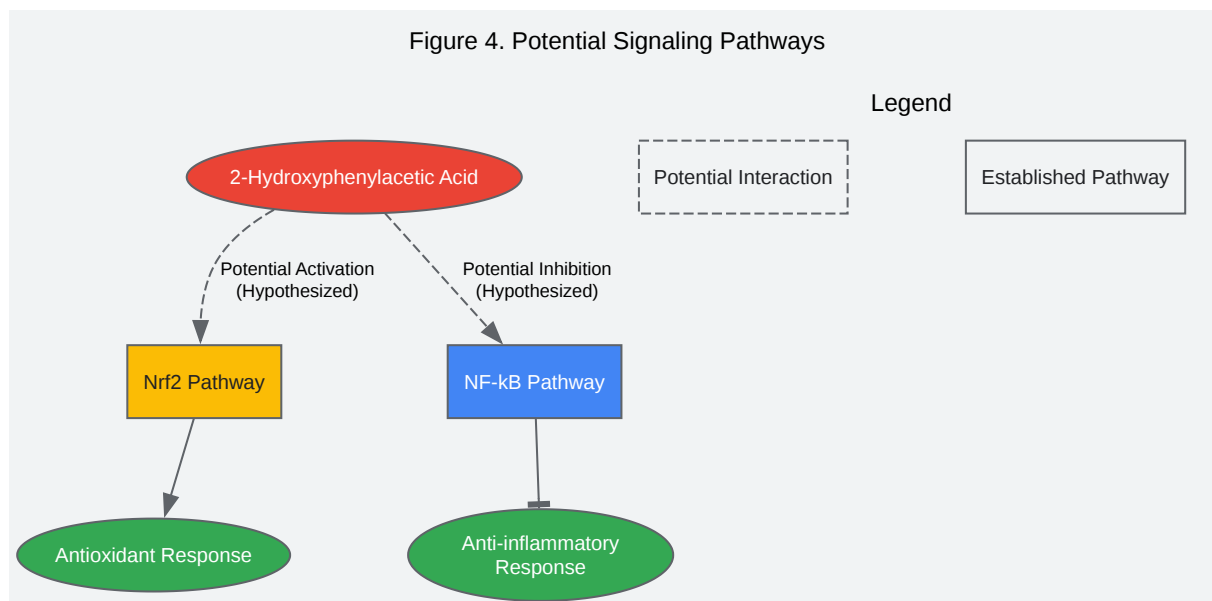 Figure 4. Potential Signaling Pathways
Legend
2-Hydroxyphenylacetic Acid
Potential Interaction
Established Pathway
Potential Activation
(Hypothesized)
Potential Inhibition
(Hypothesized)
Nrf2 Pathway
NF-kB Pathway
Antioxidant Response
Anti-inflammatory
Response